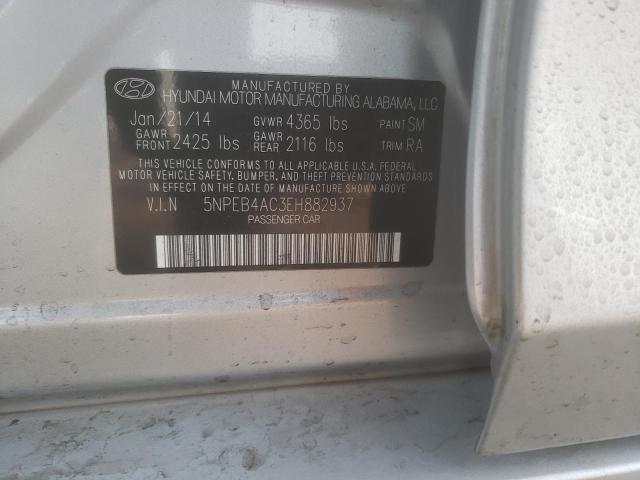 MANUFACTURED BY
HYUNDAI MOTOR MANUFACTURING ALABAMA, LLC
Jan/21/14 GVWR 4365 lbs PAINT SM
GAWR FRONT 2425 lbs GAWR REAR 2116 lbs TRIM RA
THIS VEHICLE CONFORMS TO ALL APPLICABLE U.S.A. FEDERAL
MOTOR VEHICLE SAFETY, BUMPER, AND THEFT PREVENTION STANDARDS
IN EFFECT ON THE DATE OF MANUFACTURE SHOWN ABOVE.
V.I.N 5NPEB4AC3EH882937
PASSENGER CAR